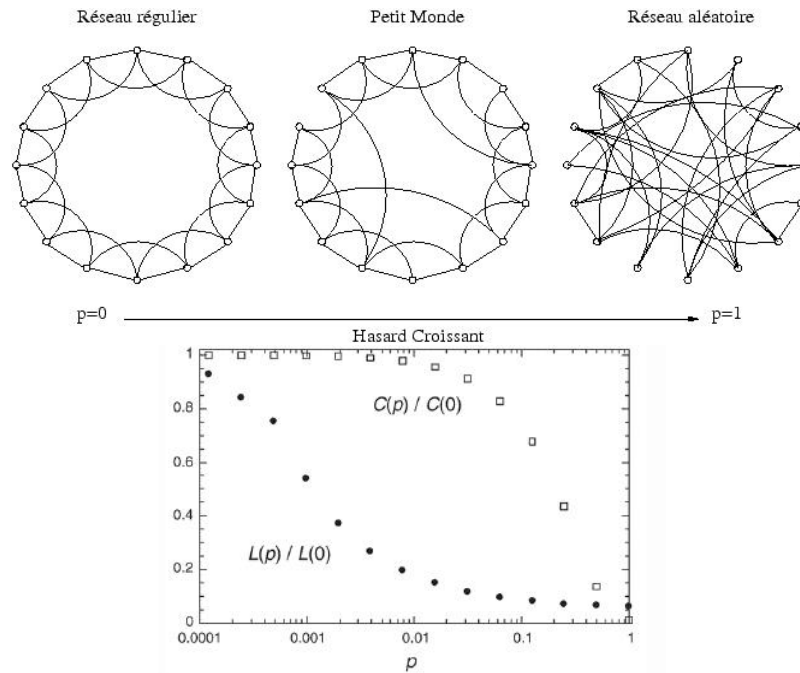 Réseau régulier Petit Monde Réseau aléatoire
p=0 p=1
Hasard Croissant
1
C(p) / C(0)
0.8
0.6
0.4
L(p) / L(0)
0.2
0
0.0001 0.001 0.01 0.1 1
p